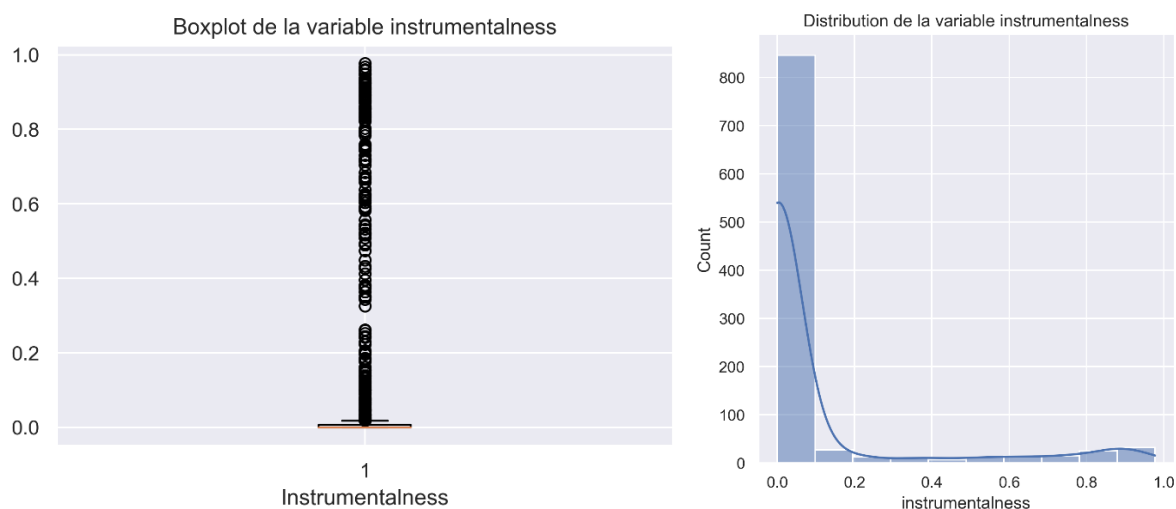 Boxplot de la variable instrumentalness
1.0
0.8
0.6
0.4
0.2
0.0
1
Instrumentalness
Distribution de la variable instrumentalness
800
700
600
500
400
300
200
100
0
Count
0.0 0.2 0.4 0.6 0.8 1.0
instrumentalness